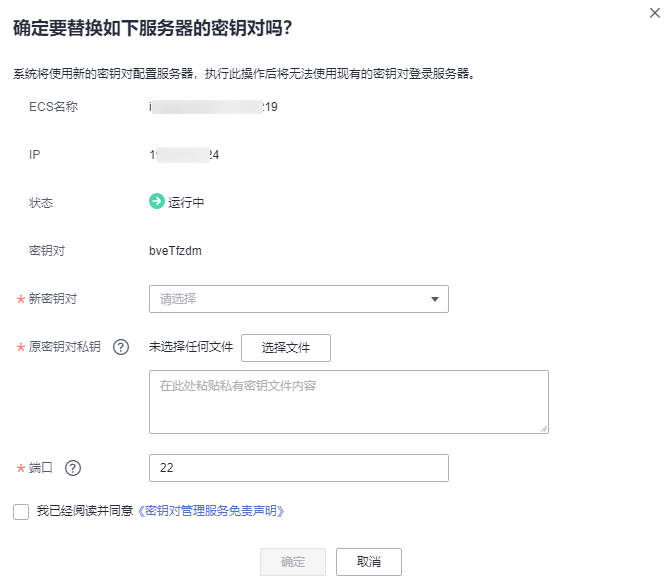 确定要替换如下服务器的密钥对吗？
系统将使用新的密钥对配置服务器，执行此操作后将无法使用现有的密钥对登录服务器。
ECS名称 i 219
IP 19 24
状态 运行中
密钥对 bveTfzdm
* 新密钥对 请选择
* 原密钥对私钥 ? 未选择任何文件 选择文件
在此处粘贴私有密钥文件内容
* 端口 ? 22
我已经阅读并同意《密钥对管理服务免责声明》
确定 取消